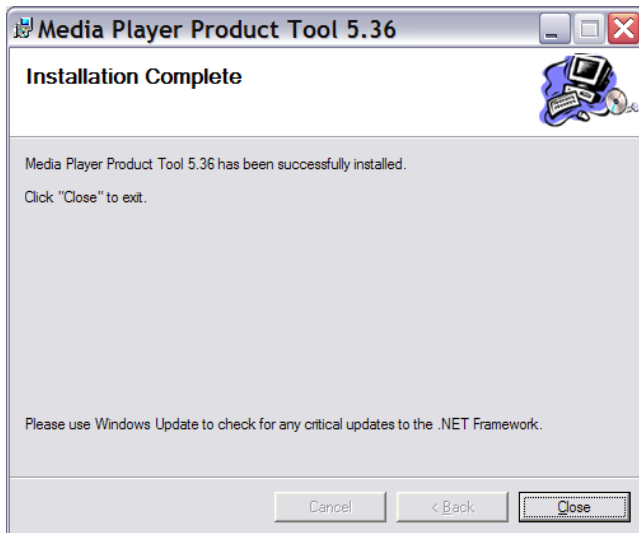 Media Player Product Tool 5.36
Installation Complete
Media Player Product Tool 5.36 has been successfully installed.
Click "Close" to exit.
Please use Windows Update to check for any critical updates to the .NET Framework.
Cancel
< Back
Close